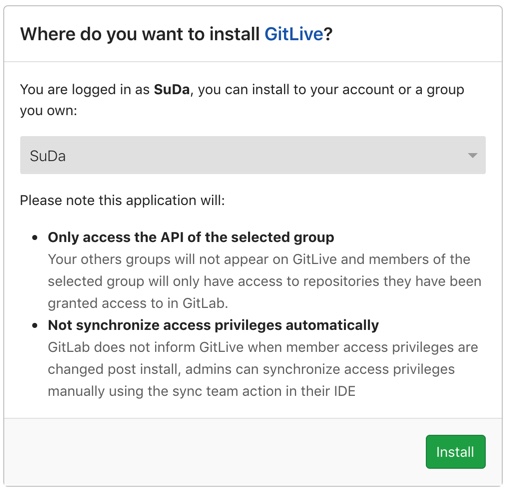 Where do you want to install GitLive?
You are logged in as SuDa, you can install to your account or a group
you own:
SuDa
Please note this application will:
• Only access the API of the selected group
Your others groups will not appear on GitLive and members of the
selected group will only have access to repositories they have been
granted access to in GitLab.
• Not synchronize access privileges automatically
GitLab does not inform GitLive when member access privileges are
changed post install, admins can synchronize access privileges
manually using the sync team action in their IDE
Install